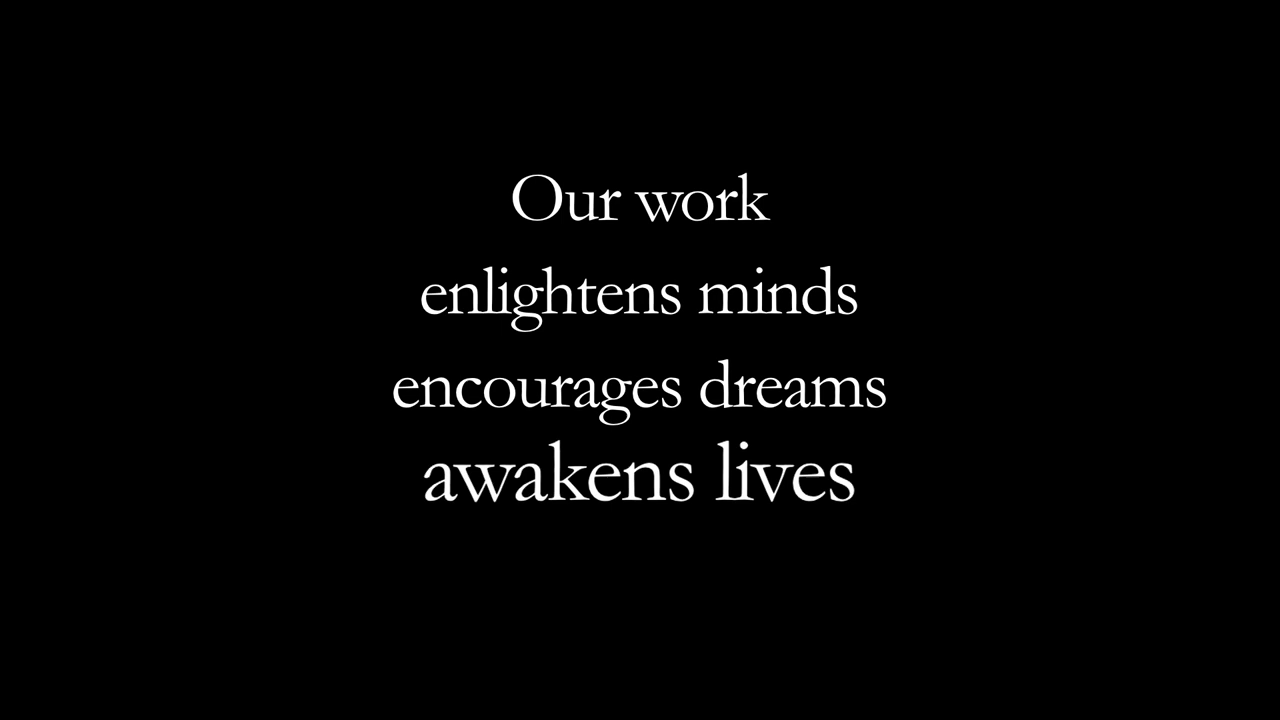 Our work
enlightens minds
encourages dreams
awakens lives